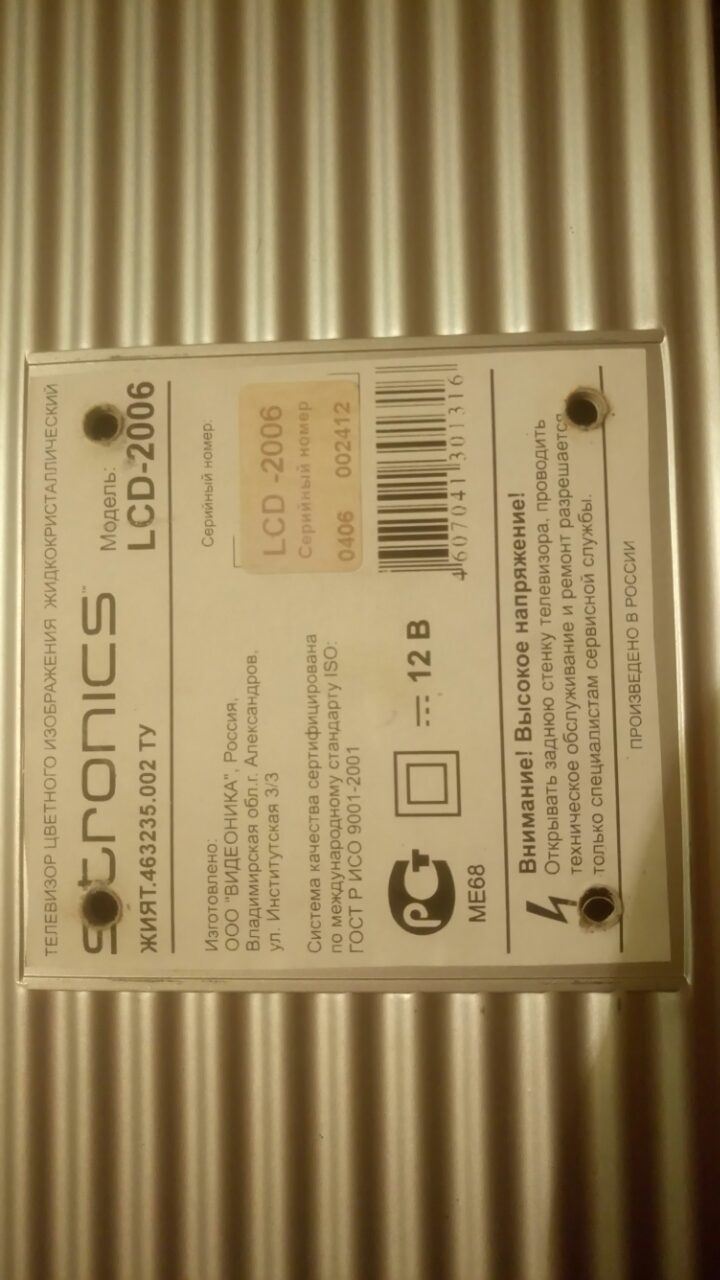 ТЕЛЕВИЗОР ЦВЕТНОГО ИЗОБРАЖЕНИЯ ЖИДКОКРИСТАЛЛИЧЕСКИЙ
tronics™
Модель:
ЖИЯТ.463235.002 ТУ
LCD-2006
Изготовлено:
ООО "ВИДЕОНИКА", Россия,
Владимирская обл.г. Александров,
ул. Институтская 3/3
Серийный номер:
LCD -2006
Серийный номер
0406 002412
Система качества сертифицирована
по международному стандарту ISO:
ГОСТ Р ИСО 9001-2001
РСТ
МЕ68
12 В
4 607041 301316
Внимание! Высокое напряжение!
Открывать заднюю стенку телевизора, проводить
техническое обслуживание и ремонт разрешается
только специалистам сервисной службы.
ПРОИЗВЕДЕНО В РОССИИ